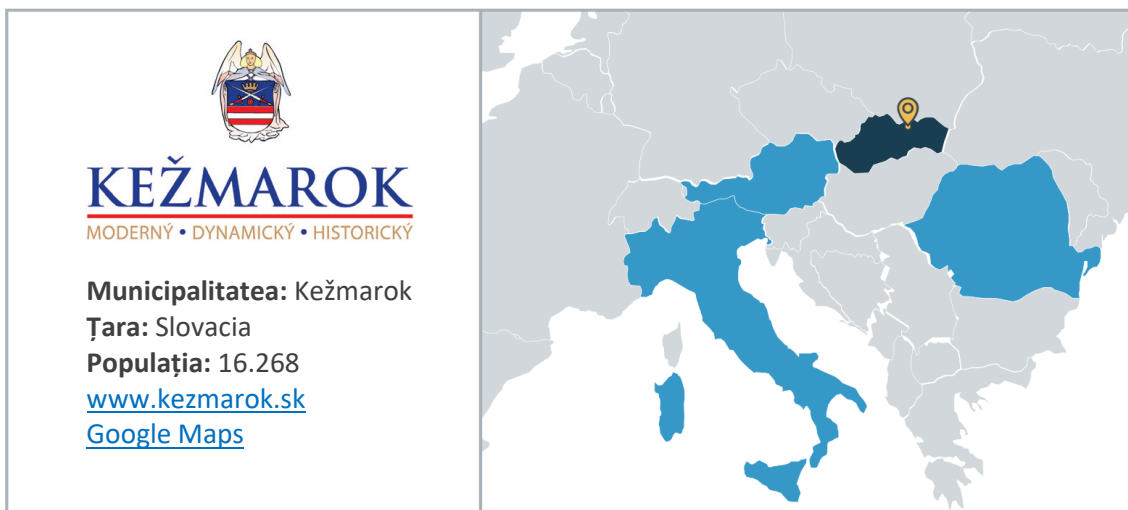 KEŽMAROK
MODERNÝ • DYNAMICKÝ • HISTORICKÝ
Municipalitatea: Kežmarok
Țara: Slovacia
Populația: 16.268
www.kezmarok.sk
Google Maps